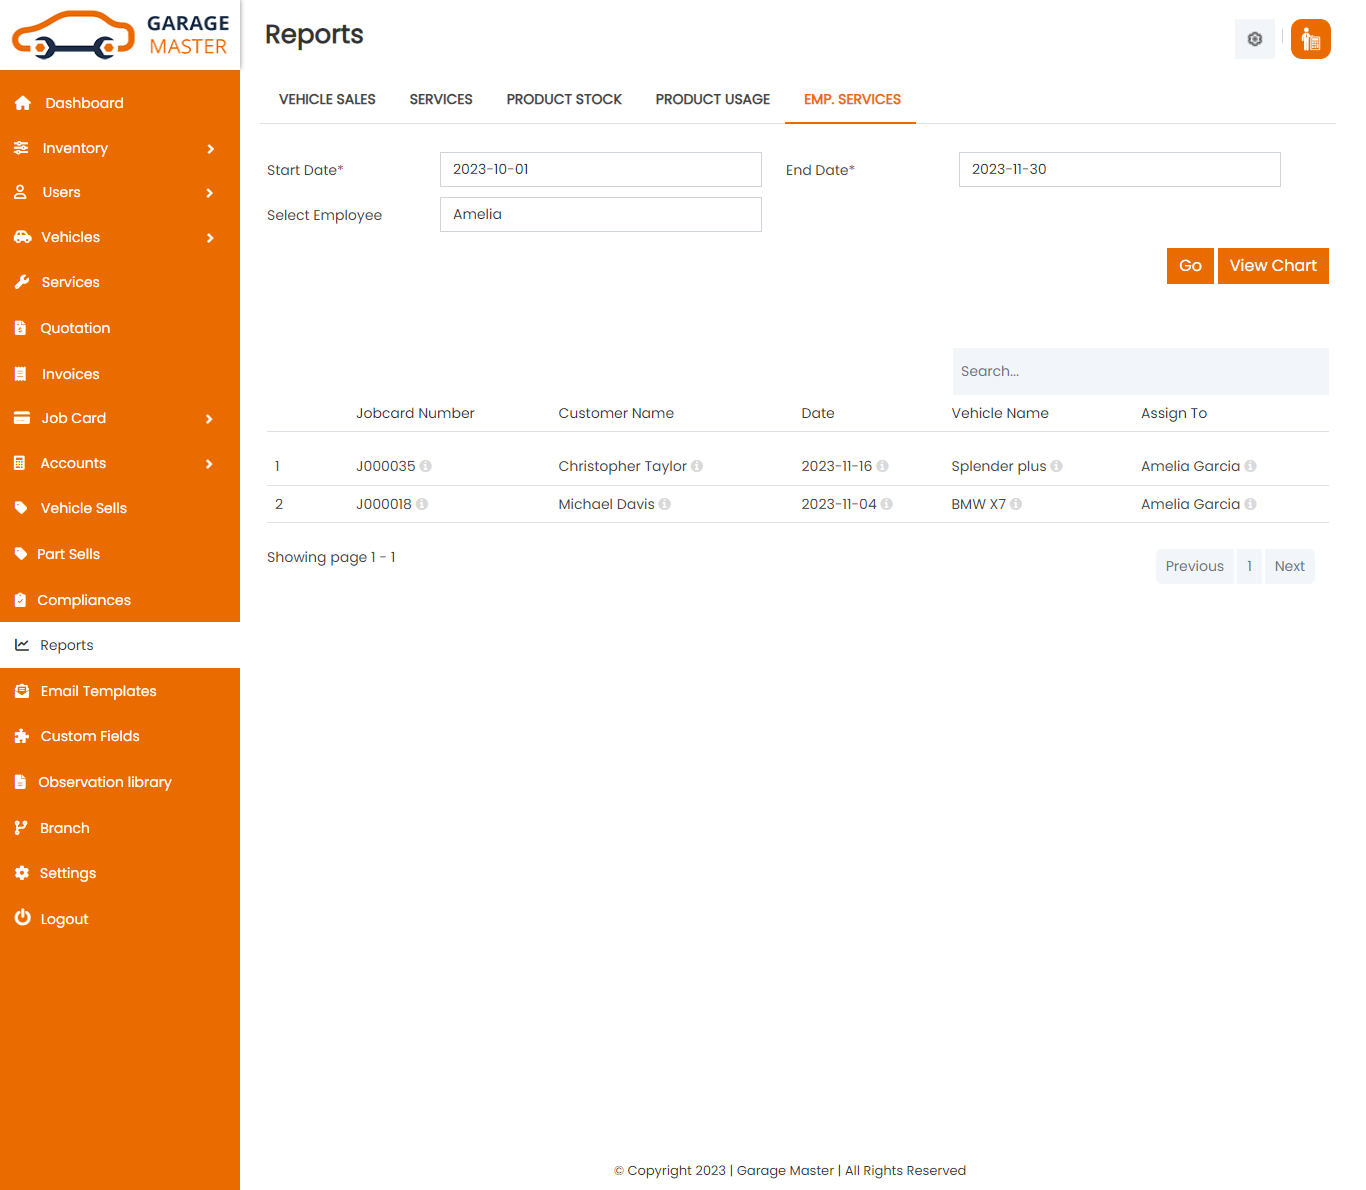 GARAGE
MASTER
Reports
Dashboard
Inventory
Users
Vehicles
Services
Quotation
Invoices
Job Card
Accounts
Vehicle Sells
Part Sells
Compliances
Reports
Email Templates
Custom Fields
Observation library
Branch
Settings
Logout
VEHICLE SALES SERVICES PRODUCT STOCK PRODUCT USAGE EMP. SERVICES
Start Date* 2023-10-01 End Date* 2023-11-30
Select Employee Amelia
Go View Chart
Search...
Jobcard Number Customer Name Date Vehicle Name Assign To
1 J000035 Christopher Taylor 2023-11-16 Splender plus Amelia Garcia
2 J000018 Michael Davis 2023-11-04 BMW X7 Amelia Garcia
Showing page 1 - 1
Previous 1 Next
© Copyright 2023 | Garage Master | All Rights Reserved